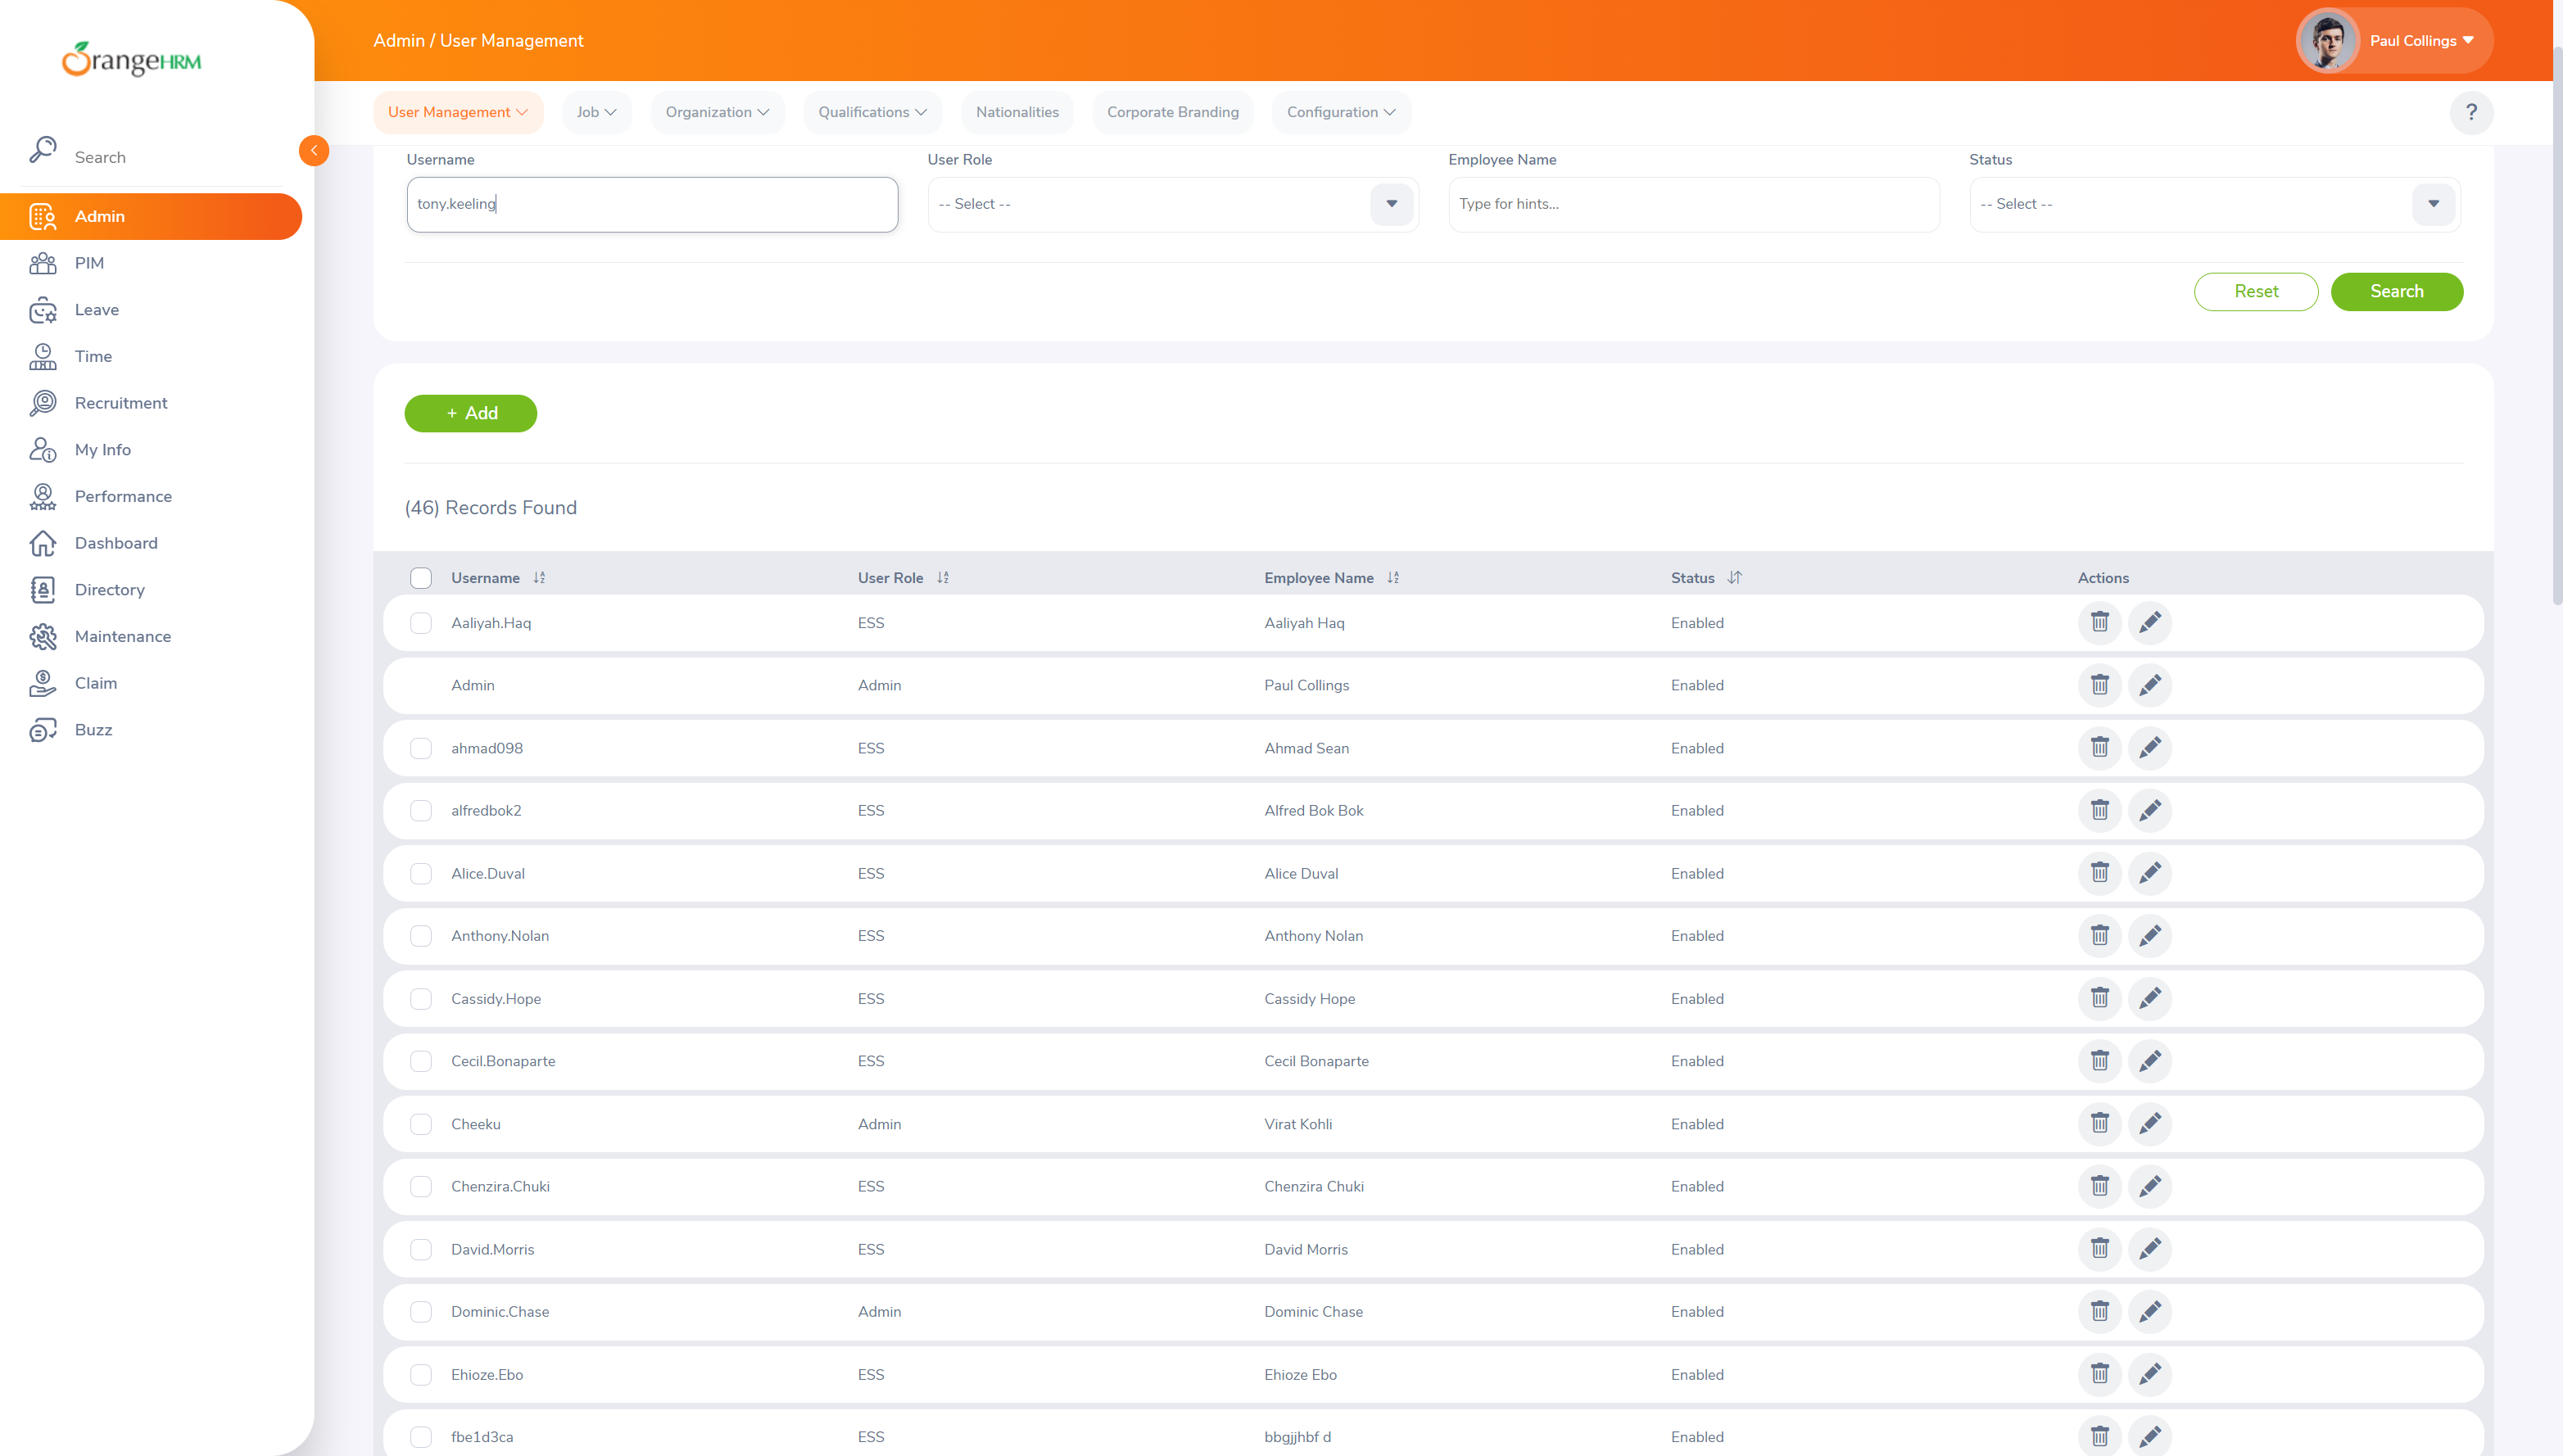 OrangeHRM
Admin / User Management
Paul Collings
Search
User Management
Job
Organization
Qualifications
Nationalities
Corporate Branding
Configuration
?
Admin
PIM
Leave
Time
Recruitment
My Info
Performance
Dashboard
Directory
Maintenance
Claim
Buzz
Username
User Role
Employee Name
Status
tony.keeling
-- Select --
Type for hints...
-- Select --
Reset
Search
+ Add
(46) Records Found
Username User Role Employee Name Status Actions
Aaliyah.Haq ESS Aaliyah Haq Enabled
Admin Admin Paul Collings Enabled
ahmad098 ESS Ahmad Sean Enabled
alfredbok2 ESS Alfred Bok Bok Enabled
Alice.Duval ESS Alice Duval Enabled
Anthony.Nolan ESS Anthony Nolan Enabled
Cassidy.Hope ESS Cassidy Hope Enabled
Cecil.Bonaparte ESS Cecil Bonaparte Enabled
Cheeku Admin Virat Kohli Enabled
Chenzira.Chuki ESS Chenzira Chuki Enabled
David.Morris ESS David Morris Enabled
Dominic.Chase Admin Dominic Chase Enabled
Ehioze.Ebo ESS Ehioze Ebo Enabled
fbe1d3ca ESS bbgjjhbf d Enabled